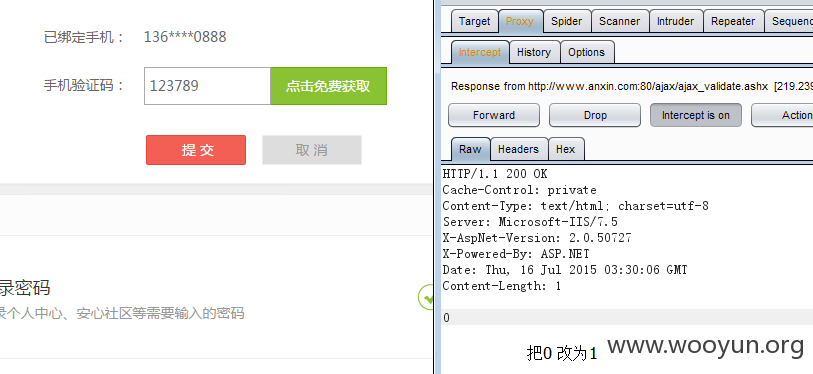 已绑定手机： 136****0888
手机验证码： 123789 点击免费获取
提 交 取 消
录密码
录个人中心、安心社区等需要输入的密码
Target Proxy Spider Scanner Intruder Repeater Sequenc
Intercept History Options
Response from http://www.anxin.com:80/ajax/ajax_validate.ashx [219.239
Forward Drop Intercept is on Action
Raw Headers Hex
HTTP/1.1 200 OK
Cache-Control: private
Content-Type: text/html; charset=utf-8
Server: Microsoft-IIS/7.5
X-AspNet-Version: 2.0.50727
X-Powered-By: ASP.NET
Date: Thu, 16 Jul 2015 03:30:06 GMT
Content-Length: 1
0
把0 改为1
www.wooyun.org